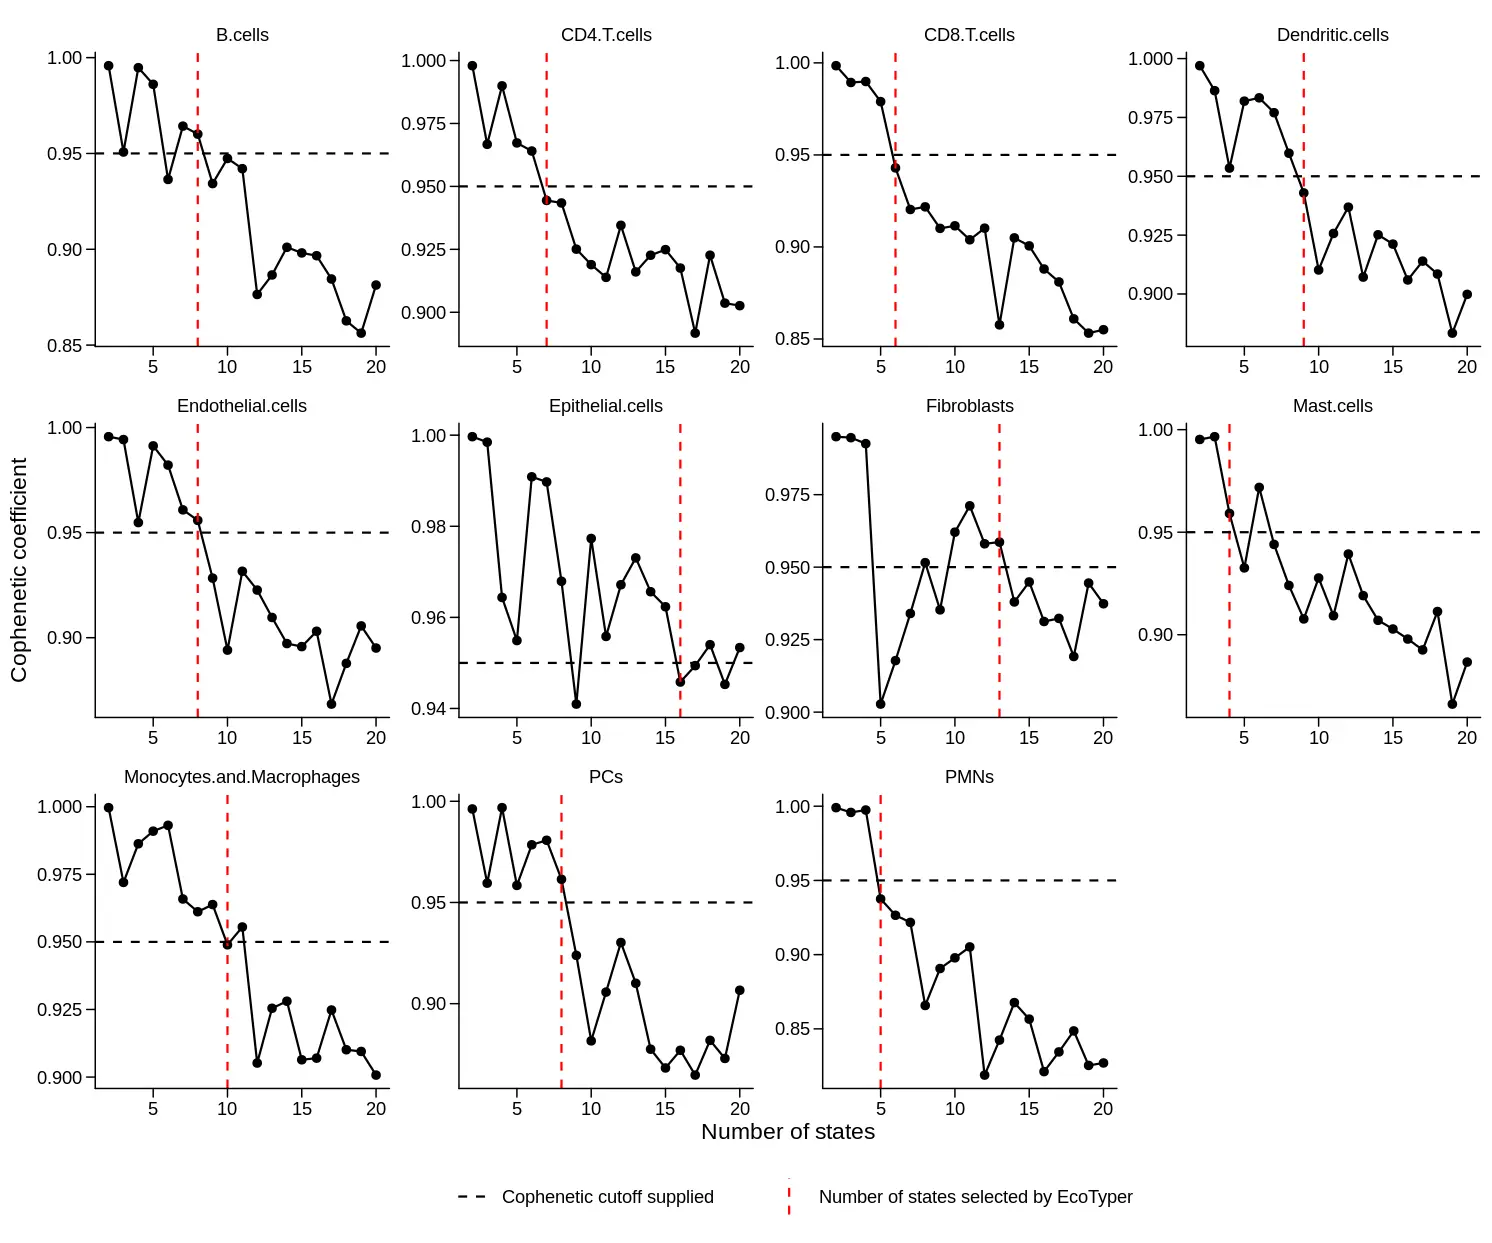 B.cells CD4.T.cells CD8.T.cells Dendritic.cells
1.00 0.95 0.90 0.85
1.000 0.975 0.950 0.925 0.900
1.00 0.95 0.90 0.85
1.000 0.975 0.950 0.925 0.900
5 10 15 20 5 10 15 20 5 10 15 20 5 10 15 20
Cophenetic coefficient
Endothelial.cells Epithelial.cells Fibroblasts Mast.cells
1.00 0.95 0.90
1.00 0.98 0.96 0.94
0.975 0.950 0.925 0.900
1.00 0.95 0.90
5 10 15 20 5 10 15 20 5 10 15 20 5 10 15 20
Monocytes.and.Macrophages PCs PMNs
1.000 0.975 0.950 0.925 0.900
1.00 0.95 0.90
1.00 0.95 0.90 0.85
5 10 15 20 5 10 15 20 5 10 15 20
Number of states
Cophenetic cutoff supplied Number of states selected by EcoTyper